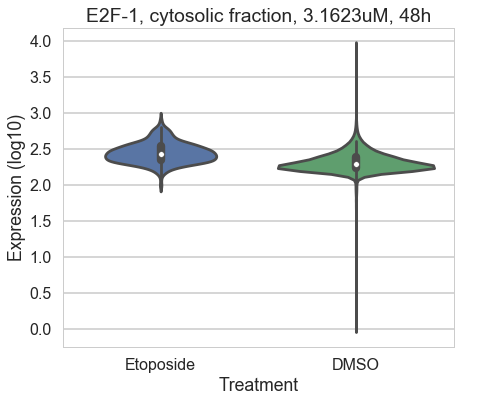 E2F-1, cytosolic fraction, 3.1623uM, 48h
Expression (log10)
4.0
3.5
3.0
2.5
2.0
1.5
1.0
0.5
0.0
Etoposide DMSO
Treatment